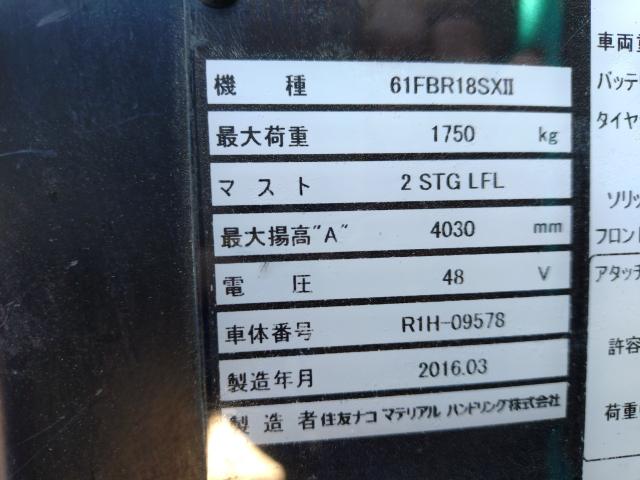 機種 61FBR18SXII
最大荷重 1750 kg
マスト 2 STG LFL
最大揚高"A" 4030 mm
電圧 48 V
車体番号 R1H-09578
製造年月 2016.03
製造者 住友ナコ マテリアル ハンドリング株式会社
車両重
バッテ
タイヤ
ソリッ
フロント
アタッチ
許容
荷重